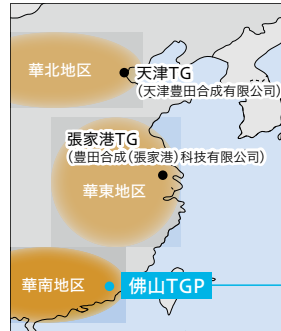 華北地区
天津TG
(天津豊田合成有限公司)
張家港TG
(豊田合成(張家港)科技有限公司)
華東地区
華南地区
佛山TGP